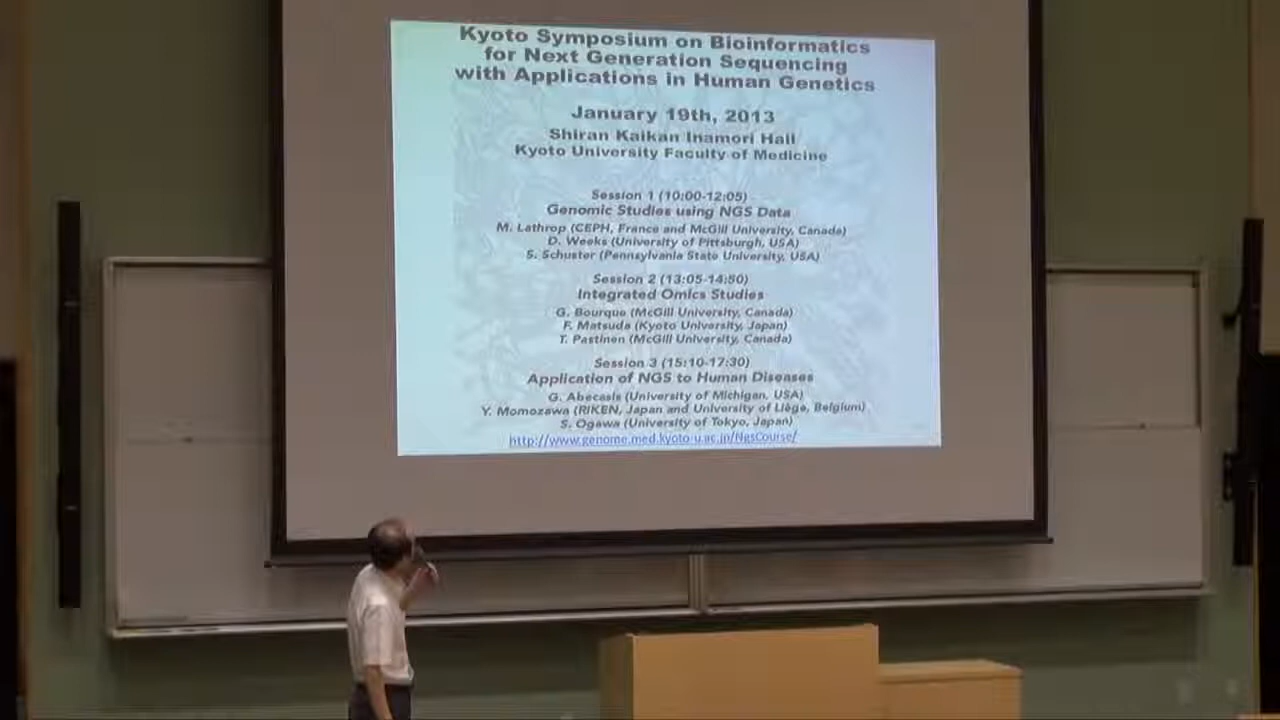 Kyoto Symposium on Bioinformatics
for Next Generation Sequencing
with Applications in Human Genetics
January 19th, 2013
Shiran Kaikan Inamori Hall
Kyoto University Faculty of Medicine
Session 1 (10:00-12:05)
Genomic Studies using NGS Data
M. Lathrop (CEPH, France and McGill University, Canada)
D. Weeks (University of Pittsburgh, USA)
S. Schuster (Pennsylvania State University, USA)
Session 2 (13:05-14:50)
Integrated Omics Studies
G. Bourque (McGill University, Canada)
F. Matsuda (Kyoto University, Japan)
T. Pastinen (McGill University, Canada)
Session 3 (15:10-17:30)
Application of NGS to Human Diseases
G. Abecasis (University of Michigan, USA)
Y. Momozawa (RIKEN, Japan and University of Liège, Belgium)
S. Ogawa (University of Tokyo, Japan)
http://www.genome.med.kyoto-u.ac.jp/NgsCourse/